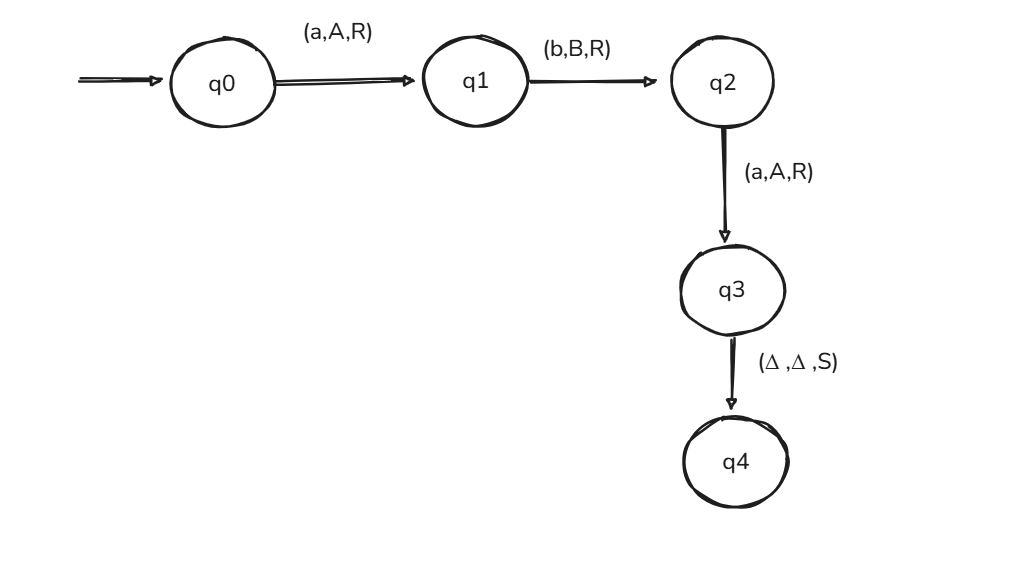 (a,A,R)
(b,B,R)
q0
q1
q2
(a,A,R)
q3
(Δ ,Δ ,S)
q4